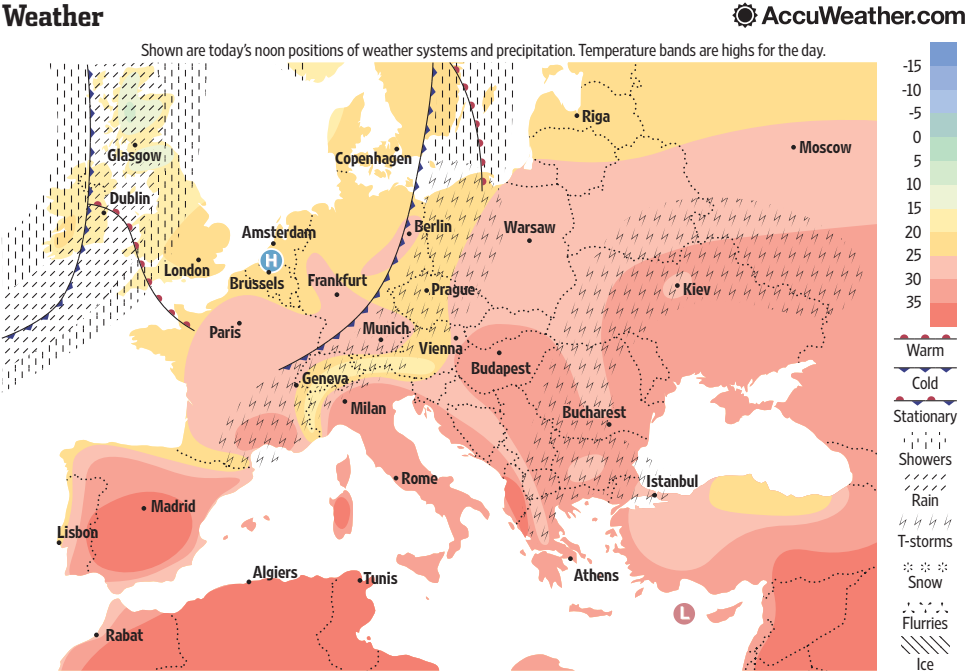 Weather
AccuWeather.com
Shown are today's noon positions of weather systems and precipitation. Temperature bands are highs for the day.
-15
-10
-5
0
5
10
15
20
25
30
35
Warm
Cold
Stationary
Showers
Rain
T-storms
Snow
Flurries
Ice
Riga
Moscow
Glasgow
Copenhagen
Dublin
Amsterdam
Berlin
Warsaw
H
London
Brussels
Frankfurt
Prague
Kiev
Paris
Munich
Vienna
Budapest
Geneva
Milan
Bucharest
Rome
Istanbul
Madrid
Lisbon
Algiers
Tunis
Athens
L
Rabat